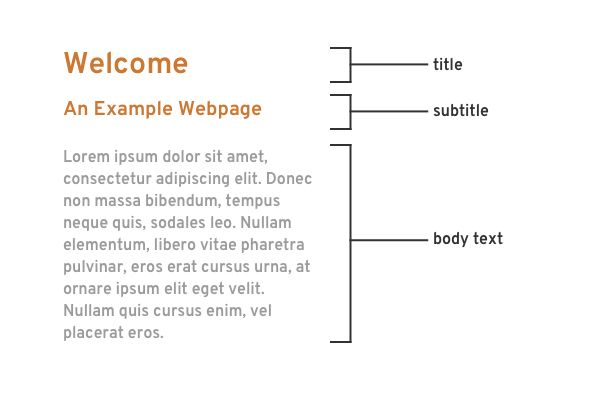 Welcome
title
An Example Webpage
subtitle
Lorem ipsum dolor sit amet,
consectetur adipiscing elit. Donec
non massa bibendum, tempus
neque quis, sodales leo. Nullam
elementum, libero vitae pharetra
pulvinar, eros erat cursus urna, at
ornare ipsum elit eget velit.
Nullam quis cursus enim, vel
placerat eros.
body text